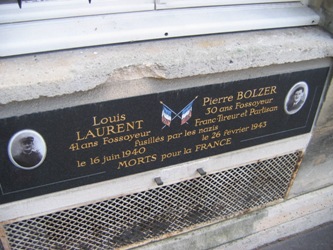 Louis
LAURENT
41 ans Fossoyeur
Pierre BOLZER
30 ans Fossoyeur
Franc Tireur et Partisan
fusillés par les nazis
le 16 juin 1940
le 26 février 1943
MORTS pour la FRANCE